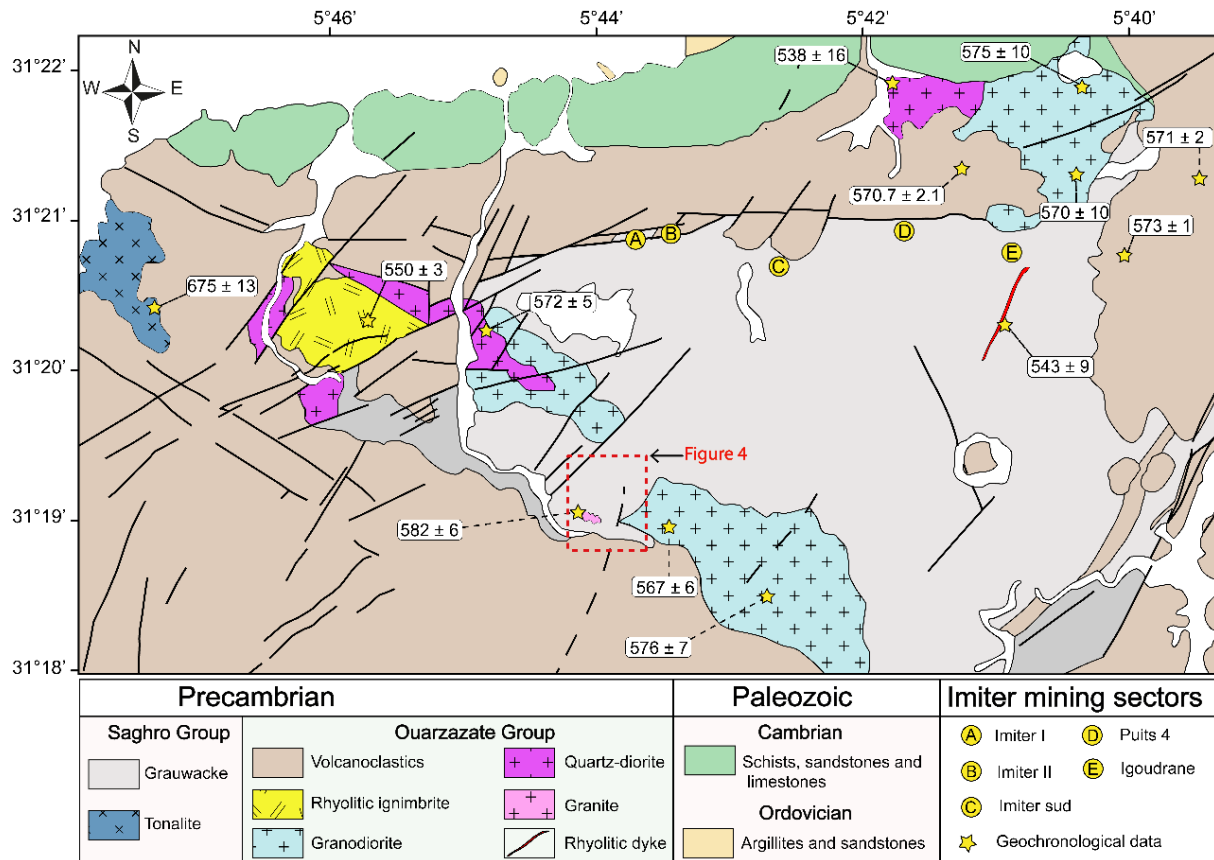 5°46’ 5°44’ 5°42’ 5°40’
31°22’
N
W E
S
538 ± 16
575 ± 10
571 ± 2
31°21’
570.7 ± 2.1
570 ± 10
573 ± 1
A
B
D
C
E
675 ± 13
550 ± 3
572 ± 5
31°20’
543 ± 9
Figure 4
31°19’
582 ± 6
567 ± 6
576 ± 7
31°18’
Precambrian
Saghro Group
Grauwacke
Tonalite
Ouarzazate Group
Volcanoclastics
Rhyolitic ignimbrite
Granodiorite
Quartz-diorite
Granite
Rhyolitic dyke
Paleozoic
Cambrian
Schists, sandstones and
limestones
Ordovician
Argillites and sandstones
Imiter mining sectors
A Imiter I
B Imiter II
C Imiter sud
D Puits 4
E Igoudrane
Geochronological data